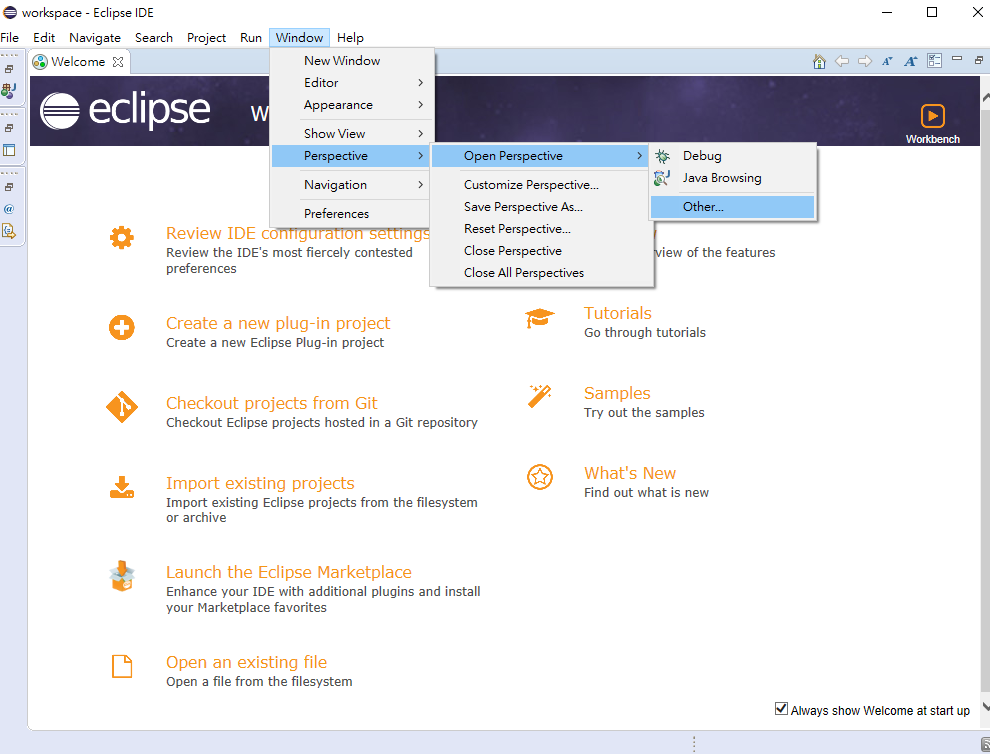 workspace - Eclipse IDE
File Edit Navigate Search Project Run Window Help
Welcome
eclipse
W
Workbench
New Window
Editor
Appearance
Show View
Perspective
Navigation
Preferences
Open Perspective
Customize Perspective...
Save Perspective As...
Reset Perspective...
Close Perspective
Close All Perspectives
Debug
Java Browsing
Other...
Review IDE configuration settings
Review the IDE's most fiercely contested
preferences
Create a new plug-in project
Create a new Eclipse Plug-in project
Checkout projects from Git
Checkout Eclipse projects hosted in a Git repository
Import existing projects
Import existing Eclipse projects from the filesystem
or archive
Launch the Eclipse Marketplace
Enhance your IDE with additional plugins and install
your Marketplace favorites
Open an existing file
Open a file from the filesystem
view of the features
Tutorials
Go through tutorials
Samples
Try out the samples
What's New
Find out what is new
Always show Welcome at start up